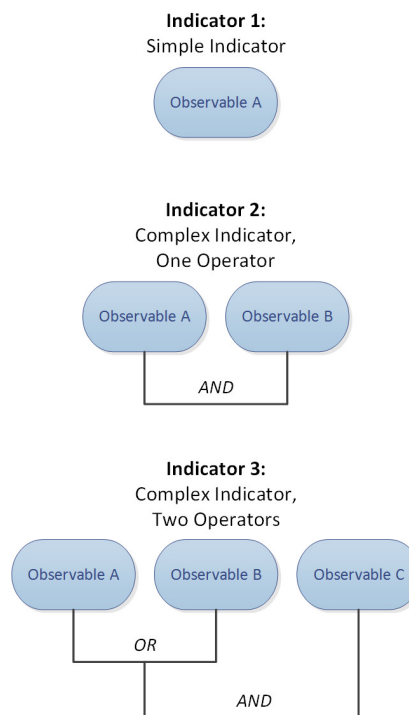 Indicator 1:
Simple Indicator
Observable A
Indicator 2:
Complex Indicator,
One Operator
Observable A
Observable B
AND
Indicator 3:
Complex Indicator,
Two Operators
Observable A
Observable B
Observable C
OR
AND